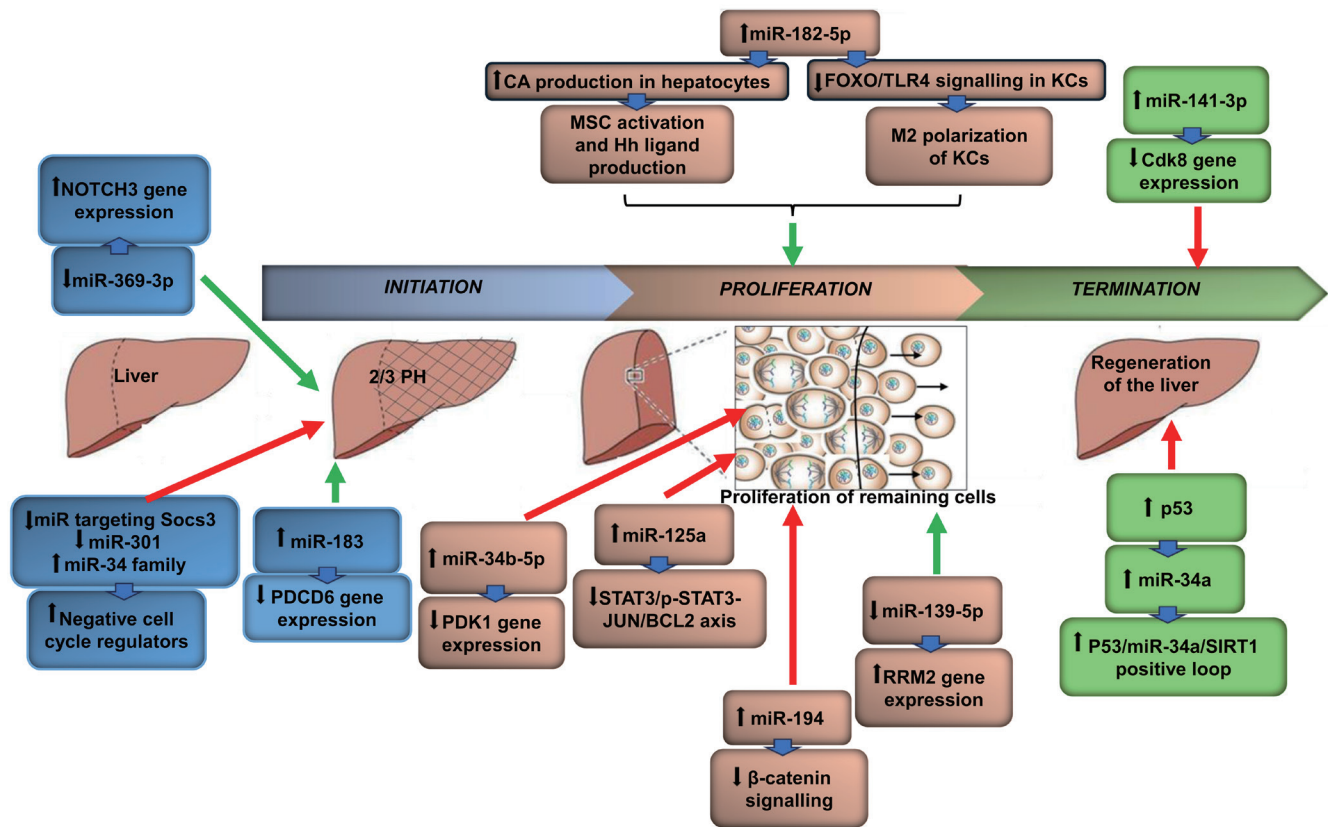 ↑miR-182-5p
↑CA production in hepatocytes
↓FOXO/TLR4 signalling in KCs
MSC activation
and Hh ligand
production
M2 polarization
of KCs
↑miR-141-3p
↓Cdk8 gene
expression
↑NOTCH3 gene
expression
↓miR-369-3p
INITIATION
PROLIFERATION
TERMINATION
Liver
2/3 PH
Proliferation of remaining cells
Regeneration
of the liver
↓miR targeting Socs3
↓miR-301
↑miR-34 family
↑Negative cell
cycle regulators
↑miR-183
↓PDCD6 gene
expression
↑miR-34b-5p
↓PDK1 gene
expression
↑miR-125a
↓STAT3/p-STAT3-
JUN/BCL2 axis
↑miR-194
↓β-catenin
signalling
↓miR-139-5p
↑RRM2 gene
expression
↑p53
↑miR-34a
↑P53/miR-34a/SIRT1
positive loop